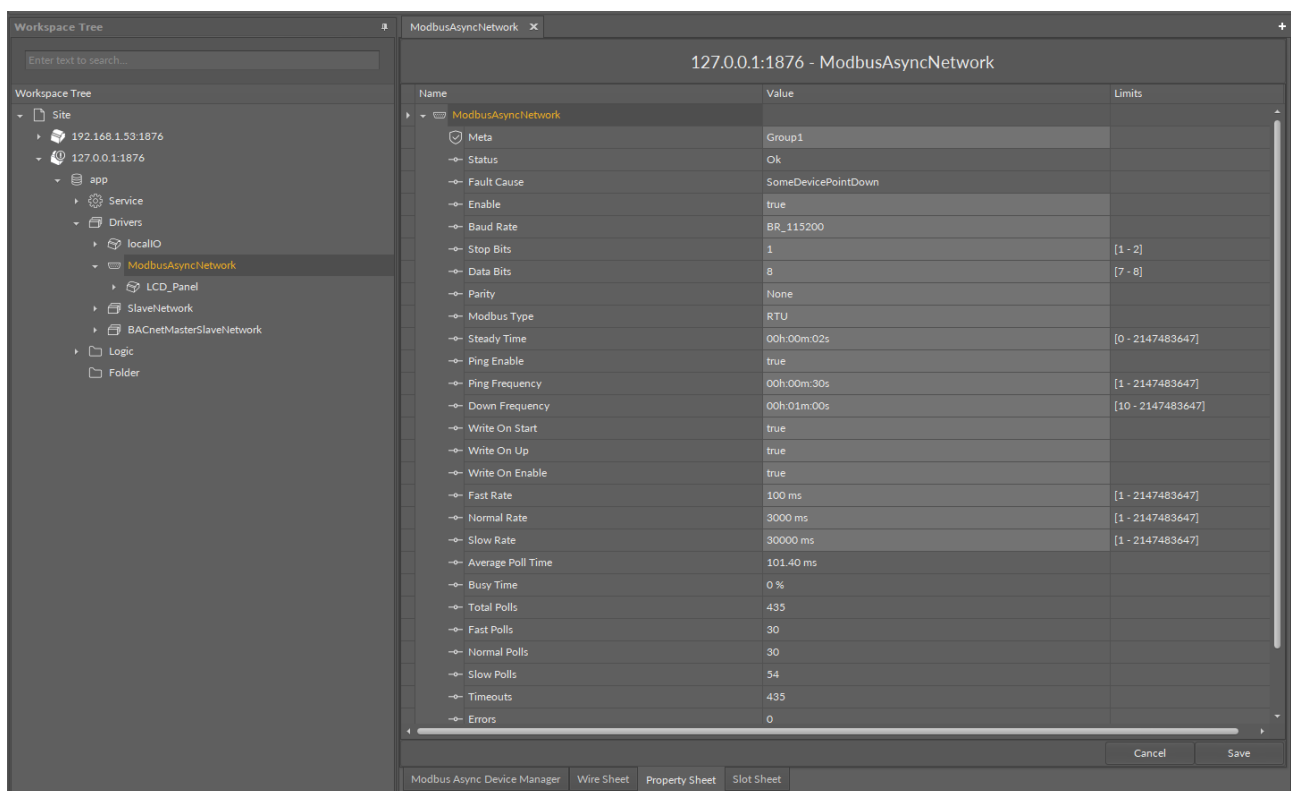 Workspace Tree
Enter text to search...
Workspace Tree
Site
192.168.1.53:1876
127.0.0.1:1876
app
Service
Drivers
localIO
ModbusAsyncNetwork
LCD_Panel
SlaveNetwork
BACnetMasterSlaveNetwork
Logic
Folder
ModbusAsyncNetwork
127.0.0.1:1876 - ModbusAsyncNetwork
Name Value Limits
ModbusAsyncNetwork
Meta Group1
Status Ok
Fault Cause SomeDevicePointDown
Enable true
Baud Rate BR_115200
Stop Bits 1 [1 - 2]
Data Bits 8 [7 - 8]
Parity None
Modbus Type RTU
Steady Time 00h:00m:02s [0 - 2147483647]
Ping Enable true
Ping Frequency 00h:00m:30s [1 - 2147483647]
Down Frequency 00h:01m:00s [10 - 2147483647]
Write On Start true
Write On Up true
Write On Enable true
Fast Rate 100 ms [1 - 2147483647]
Normal Rate 3000 ms [1 - 2147483647]
Slow Rate 30000 ms [1 - 2147483647]
Average Poll Time 101.40 ms
Busy Time 0 %
Total Polls 435
Fast Polls 30
Normal Polls 30
Slow Polls 54
Timeouts 435
Errors 0
Cancel Save
Modbus Async Device Manager Wire Sheet Property Sheet Slot Sheet